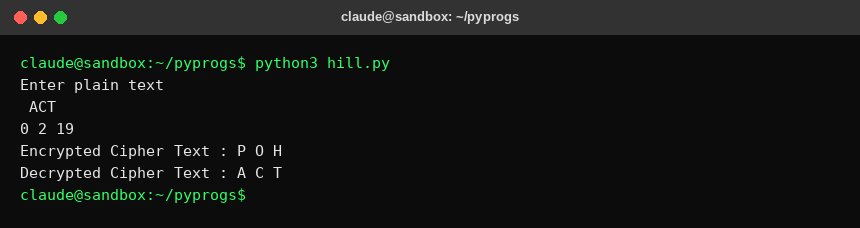 claude@sandbox: ~/pyprogs
claude@sandbox:~/pyprogs$ python3 hill.py
Enter plain text
 ACT
0 2 19
Encrypted Cipher Text : P O H
Decrypted Cipher Text : A C T
claude@sandbox:~/pyprogs$